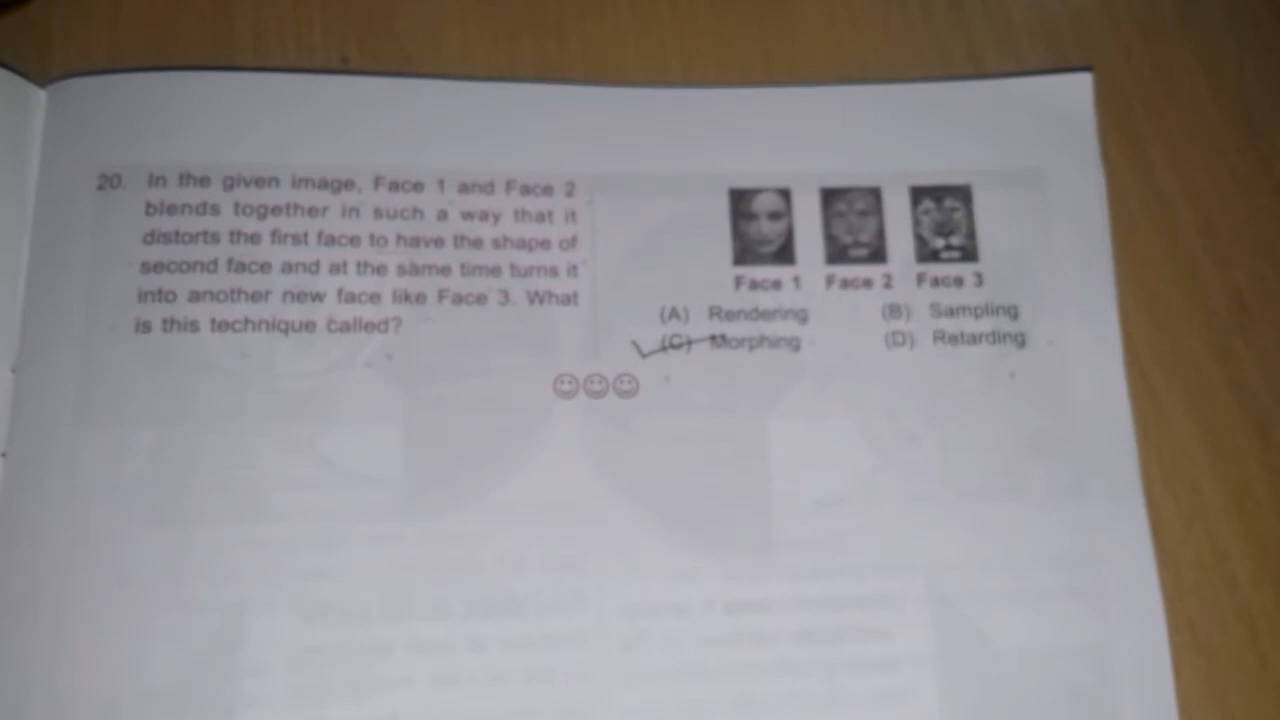 20. In the given image, Face 1 and Face 2
blends together in such a way that it
distorts the first face to have the shape of
second face and at the same time turns it
into another new face like Face 3. What
is this technique called?
Face 1 Face 2 Face 3
(A) Rendering (B) Sampling
(C) Morphing (D) Retarding